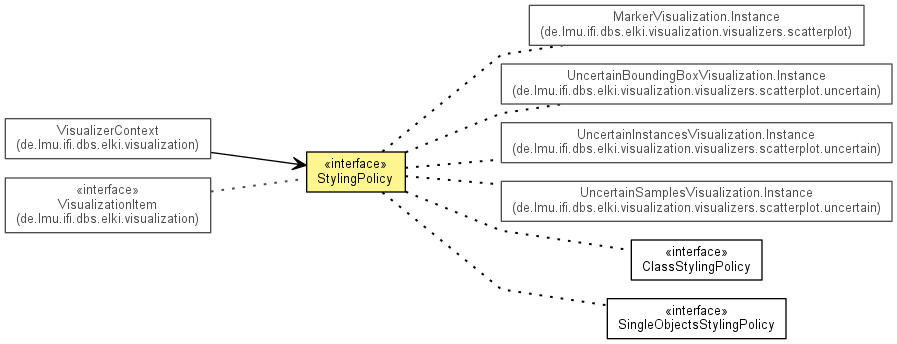 MarkerVisualization.Instance
(de.lmu.ifi.dbs.elki.visualization.visualizers.scatterplot)
UncertainBoundingBoxVisualization.Instance
(de.lmu.ifi.dbs.elki.visualization.visualizers.scatterplot.uncertain)
VisualizerContext
(de.lmu.ifi.dbs.elki.visualization)
UncertainInstancesVisualization.Instance
(de.lmu.ifi.dbs.elki.visualization.visualizers.scatterplot.uncertain)
«interface»
StylingPolicy
«interface»
VisualizationItem
(de.lmu.ifi.dbs.elki.visualization)
UncertainSamplesVisualization.Instance
(de.lmu.ifi.dbs.elki.visualization.visualizers.scatterplot.uncertain)
«interface»
ClassStylingPolicy
«interface»
SingleObjectsStylingPolicy